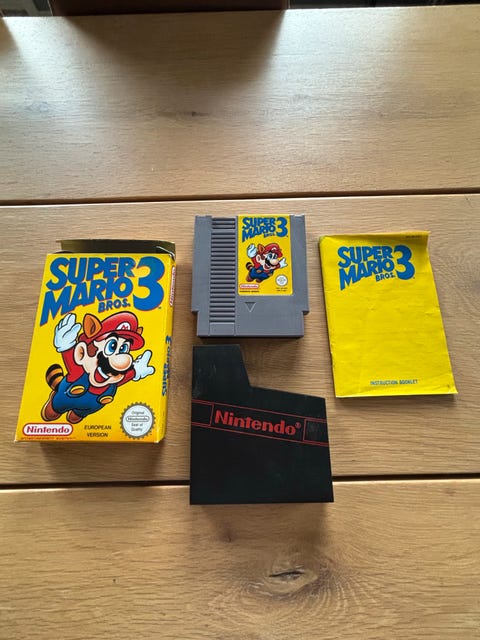 SUPER
MARIO 3
BROS.
TM
Nintendo
EUROPEAN
VERSION
Original
Nintendo
Seal of
Quality
SUPER
MARIO 3
BROS.
Nintendo
SUPER
MARIO 3
BROS.
INSTRUCTION BOOKLET
Nintendo®